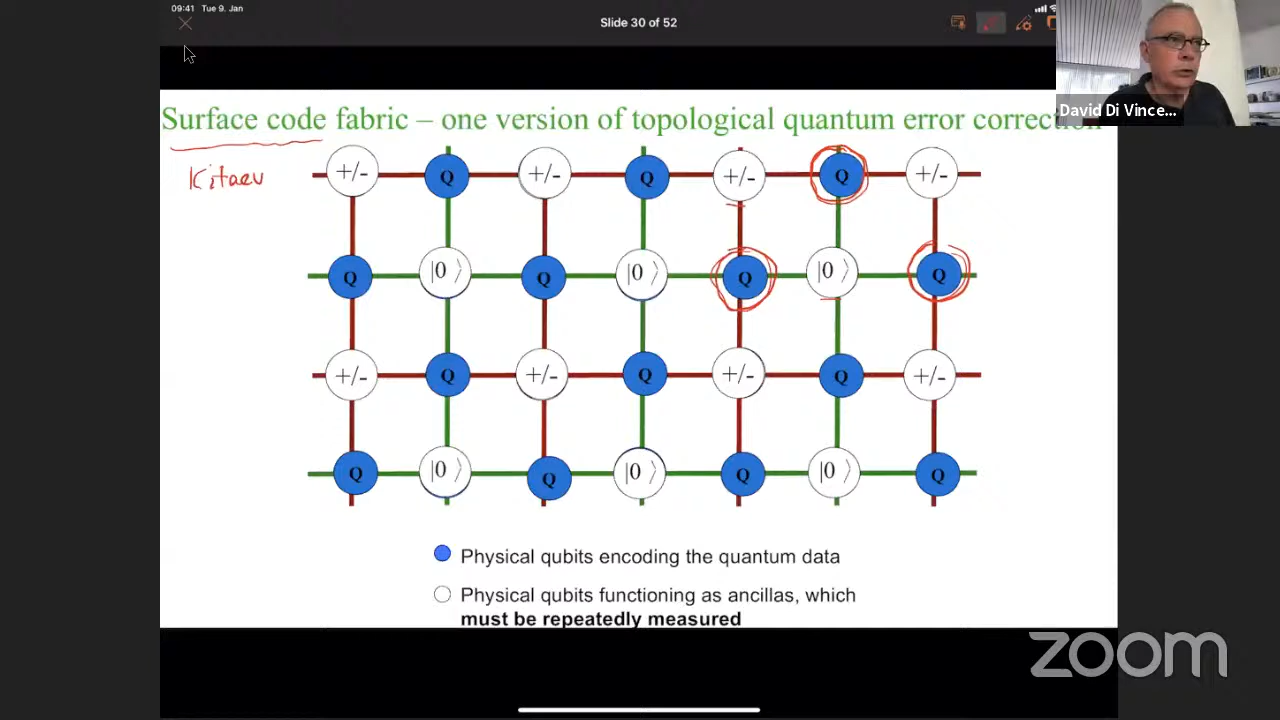 09:41 Tue 9. Jan
Slide 30 of 52
David Di Vince...
Surface code fabric – one version of topological quantum error correction
Kitaev
+/- Q +/- Q +/- Q +/-
Q |0⟩ Q |0⟩ Q |0⟩ Q
+/- Q +/- Q +/- Q +/-
Q |0⟩ Q |0⟩ Q |0⟩ Q
Physical qubits encoding the quantum data
Physical qubits functioning as ancillas, which
must be repeatedly measured
zoom